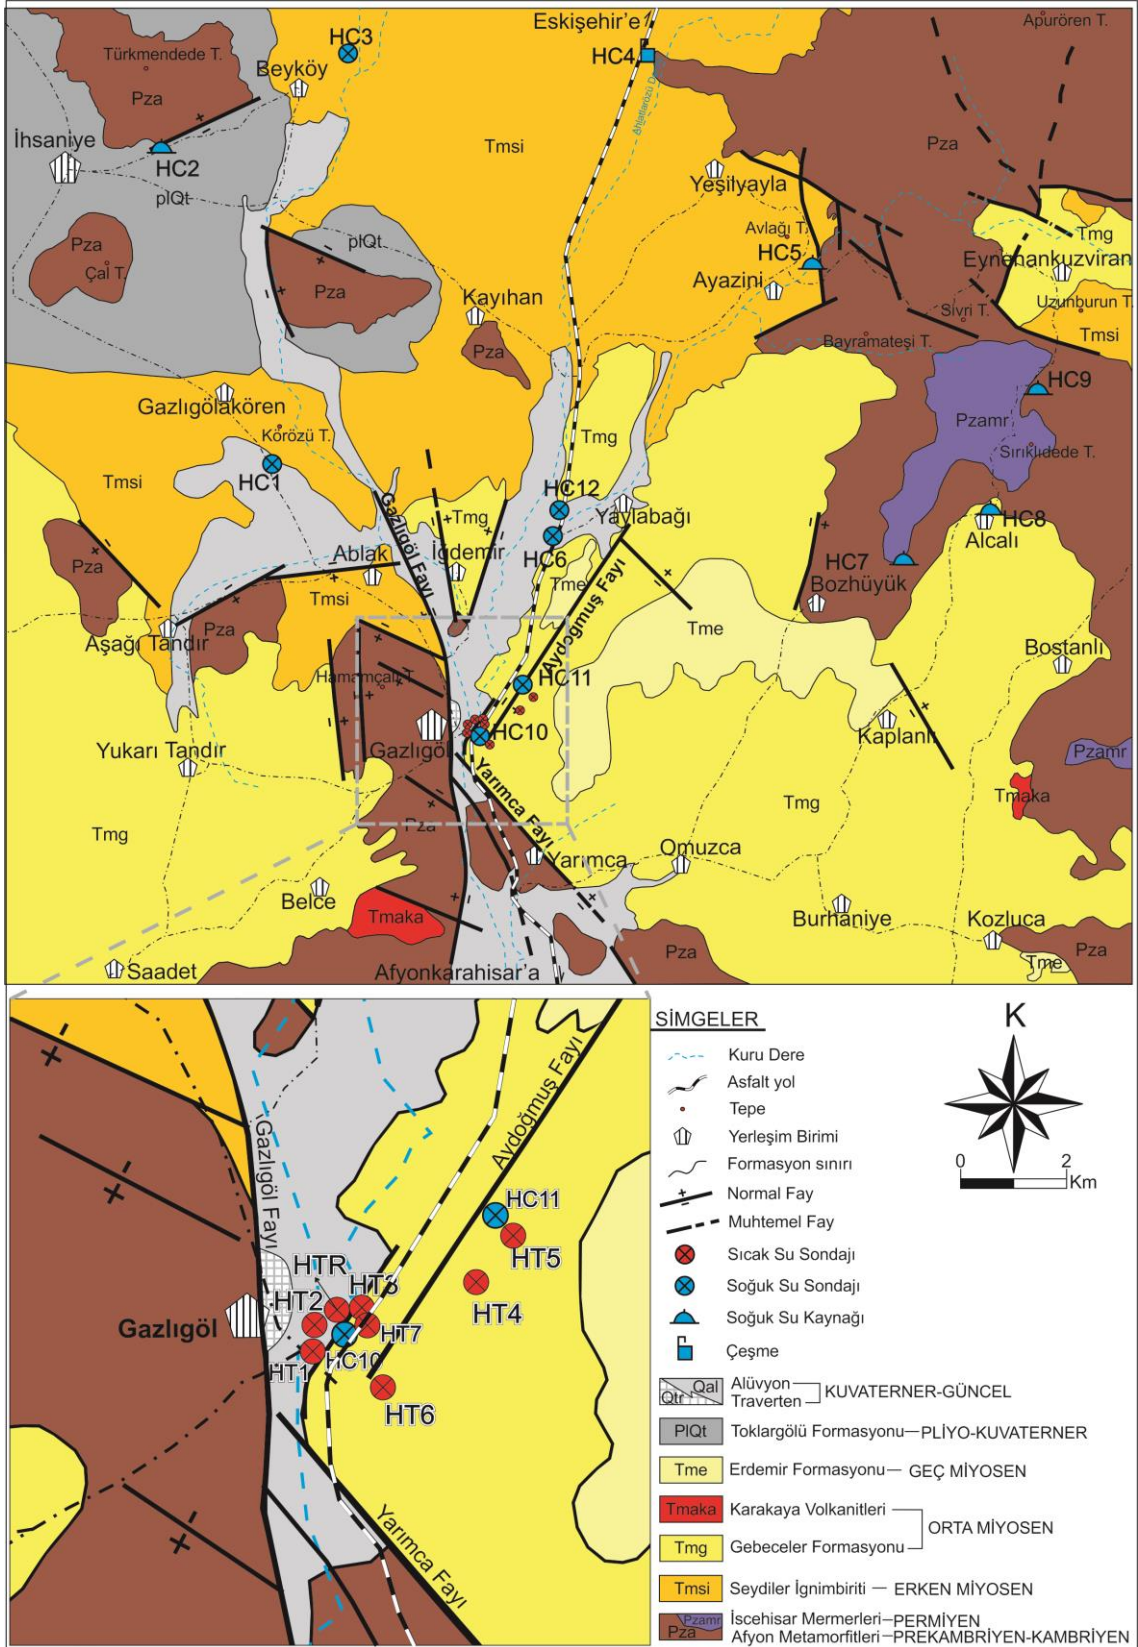 Eskişehir'e
Apurören T.
HC3
HC4
Türkmendede T.
Beyköy
Pza
Ahlatlarözü D
Tmsi
Pza
İhsaniye
HC2
Yeşilyayla
plQt
Pza
Çal T.
plQt
Pza
Avlağı T.
HC5
Tmg
Eynehankuzviran
Kayıhan
Ayazini
Sivri T.
Uzunburun T.
Tmsi
Pza
Bayramateşi T.
Gazlıgölakören
HC9
Körözü T.
Tmg
Pzamr
Sırıklıdede T.
HC1
Tmsi
Gazlıgöl Fayı
HC12
Tmg
Yaylabağı
HC8
Alcalı
Pza
Ablak
İğdemir
HC6
Tme
HC7
Bozhüyük
Tmsi
Aydoğmuş Fayı
Tme
Aşağı Tandır
Pza
Bostanlı
Hamamçalı T.
HC11
Gazlıgöl
HC10
Kaplanlı
Yukarı Tandır
Pzamr
Yarımca Fayı
Tmg
Tmaka
Tmg
Pza
Yarımca
Omuzca
Belce
Tmaka
Burhaniye
Kozluca
Pza
Pza
Saadet
Afyonkarahisar'a
Tme
SİMGELER
K
Kuru Dere
Asfalt yol
Tepe
Yerleşim Birimi
Formasyon sınırı
Normal Fay
Muhtemel Fay
Sıcak Su Sondajı
Soğuk Su Sondajı
Soğuk Su Kaynağı
Çeşme
0 2
Km
Qtr Qal Alüvyon
Traverten KUVATERNER-GÜNCEL
PlQt Toklargölü Formasyonu—PLİYO-KUVATERNER
Tme Erdemir Formasyonu— GEÇ MİYOSEN
Tmaka Karakaya Volkanitleri
ORTA MİYOSEN
Tmg Gebeceler Formasyonu
Tmsi Seydiler İgnimbiriti — ERKEN MİYOSEN
Pzamr İscehisar Mermerleri—PERMİYEN
Pza Afyon Metamorfitleri—PREKAMBRİYEN-KAMBRİYEN
Aydoğmuş Fayı
Gazlıgöl Fayı
HC11
HT5
HTR
HT3
HT4
HT2
Gazlıgöl
HT7
HT1
HC10
HT6
Yarımca Fayı